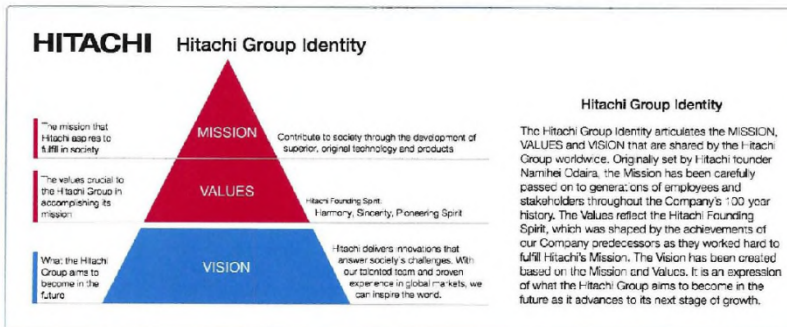 HITACHI Hitachi Group Identity
The mission that
Hitachi aspires to
fulfill in society
MISSION
Contribute to society through the development of
superior, original technology and products
The values crucial to
the Hitachi Group in
accomplishing its
mission
VALUES
Hitachi Founding Spirit:
Harmony, Sincerity, Pioneering Spirit
What the Hitachi
Group aims to
become in the
future
VISION
Hitachi delivers innovations that
answer society's challenges. With
our talented team and proven
experience in global markets, we
can inspire the world.
Hitachi Group Identity
The Hitachi Group Identity articulates the MISSION,
VALUES and VISION that are shared by the Hitachi
Group worldwide. Originally set by Hitachi founder
Namihei Odaira, the Mission has been carefully
passed on to generations of employees and
stakeholders throughout the Company's 100 year
history. The Values reflect the Hitachi Founding
Spirit, which was shaped by the achievements of
our Company predecessors as they worked hard to
fulfill Hitachi's Mission. The Vision has been created
based on the Mission and Values. It is an expression
of what the Hitachi Group aims to become in the
future as it advances to its next stage of growth.